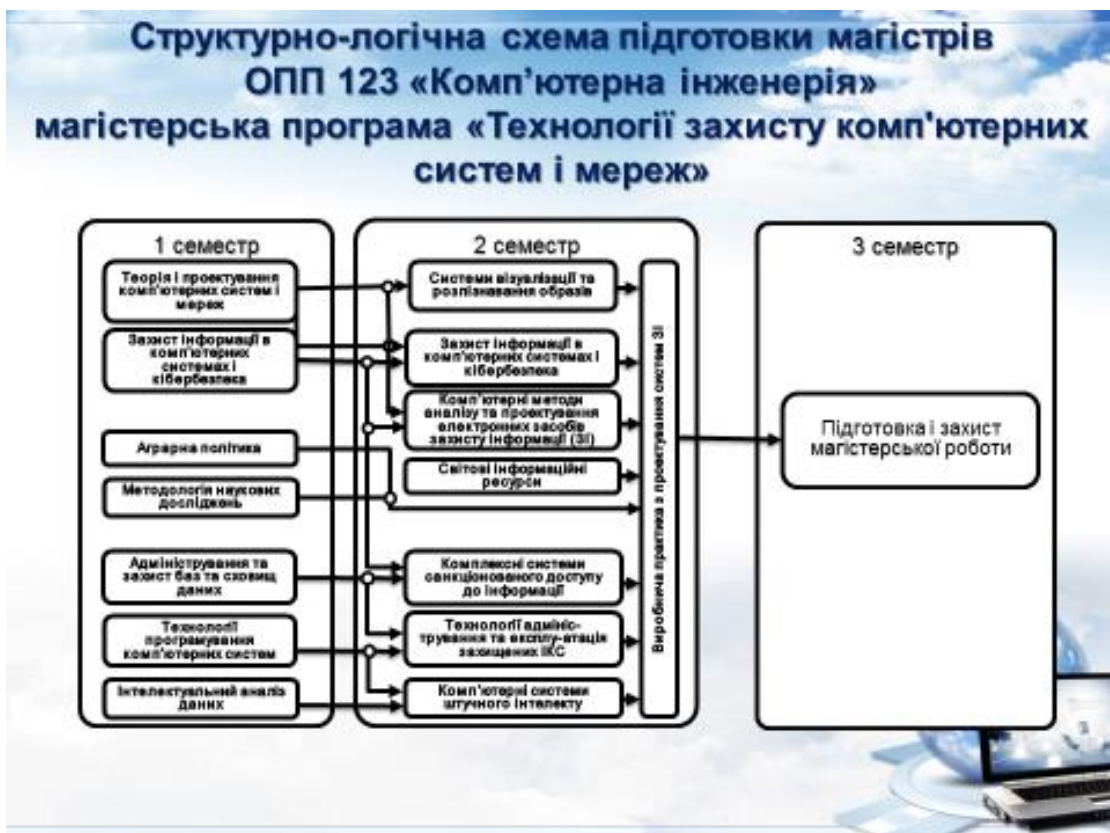 Структурно-логічна схема підготовки магістрів
ОПП 123 «Комп’ютерна інженерія»
магістерська програма «Технології захисту комп'ютерних
систем і мереж»
1 семестр
Теорія і проектування
комп'ютерних систем і
мереж
Захист інформації в
комп'ютерних
системах і
кібербезпека
Аграрна політика
Методологія наукових
досліджень
Адміністрування та
захист баз та сховищ
даних
Технології
програмування
комп'ютерних систем
Інтелектуальний аналіз
даних
2 семестр
Системи візуалізації та
розпізнавання образів
Захист інформації в
комп'ютерних системах і
кібербезпека
Комп'ютерні методи
аналізу та проектування
електронних засобів
захисту інформації (ЗІ)
Світові інформаційні
ресурси
Комплексні системи
санкціонованого доступу
до інформації
Технології адмініс-
трування та експлу-атація
захищених ІКС
Комп'ютерні системи
штучного інтелекту
Виробнича практика з проектування систем ЗІ
3 семестр
Підготовка і захист
магістерської роботи